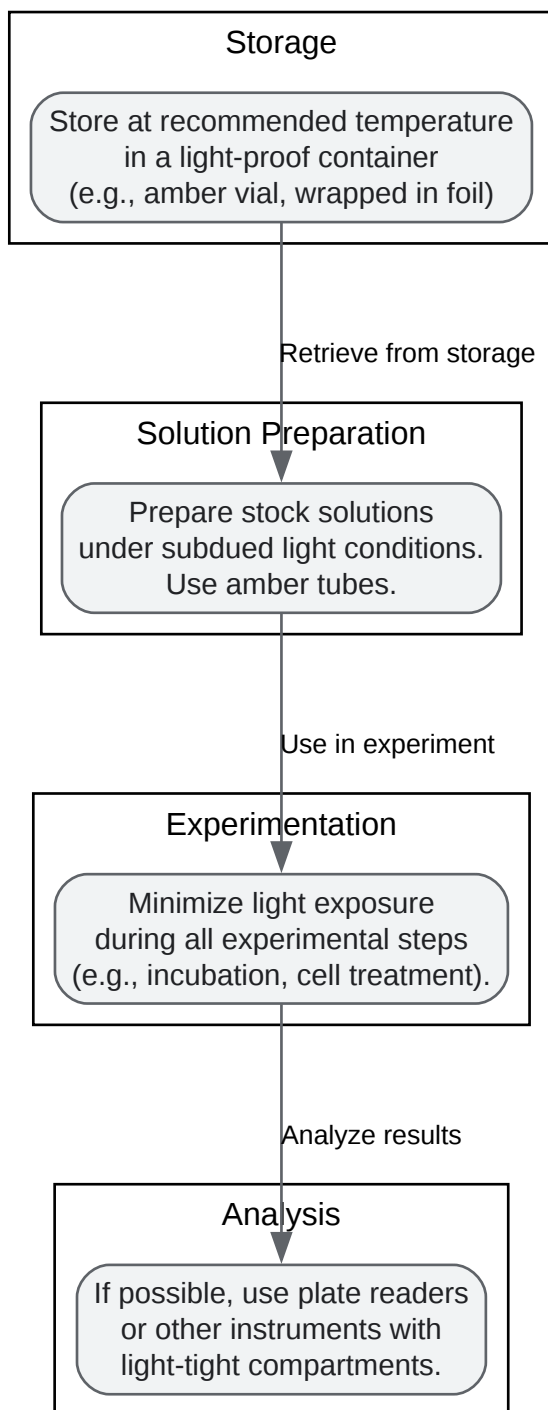 Storage
Store at recommended temperature
in a light-proof container
(e.g., amber vial, wrapped in foil)
Retrieve from storage
Solution Preparation
Prepare stock solutions
under subdued light conditions.
Use amber tubes.
Use in experiment
Experimentation
Minimize light exposure
during all experimental steps
(e.g., incubation, cell treatment).
Analyze results
Analysis
If possible, use plate readers
or other instruments with
light-tight compartments.